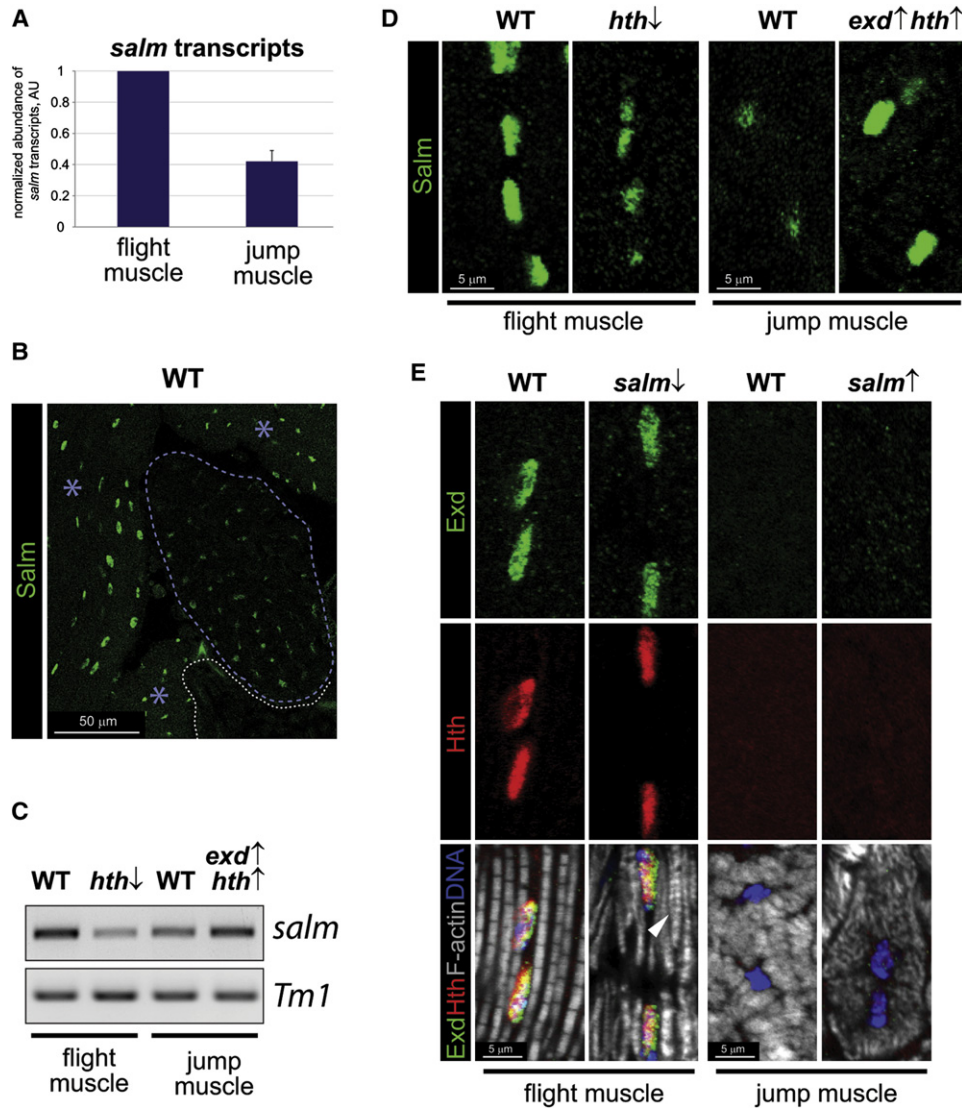 A
salm transcripts
normalized abundance of
salm transcripts, AU
1
0.8
0.6
0.4
0.2
0
flight
muscle
jump
muscle
B
WT
Salm
*
*
*
50 μm
C
WT hth↓ WT exd↑
hth↑
salm
Tm1
flight
muscle
jump
muscle
D
WT hth↓ WT exd↑ hth↑
Salm
5 μm
5 μm
flight muscle
jump muscle
E
WT salm↓ WT salm↑
Exd
Hth
ExdHthF-actinDNA
5 μm
5 μm
flight muscle
jump muscle